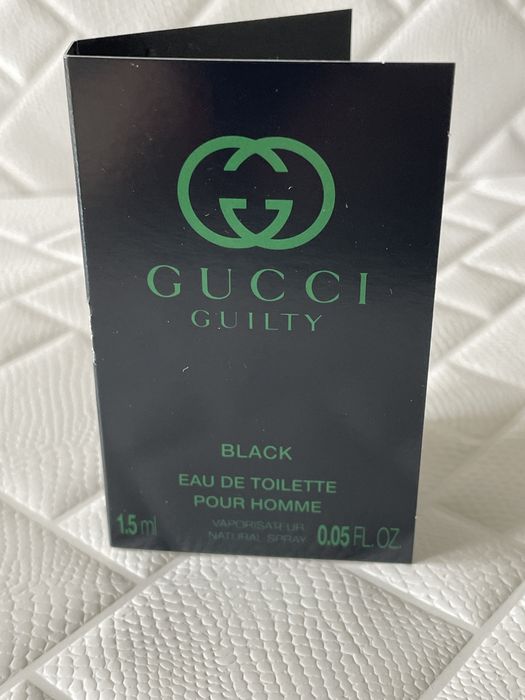 GUCCI
GUILTY
BLACK
EAU DE TOILETTE
POUR HOMME
1.5 ml
VAPORISATEUR
NATURAL SPRAY
0.05 FL. OZ.